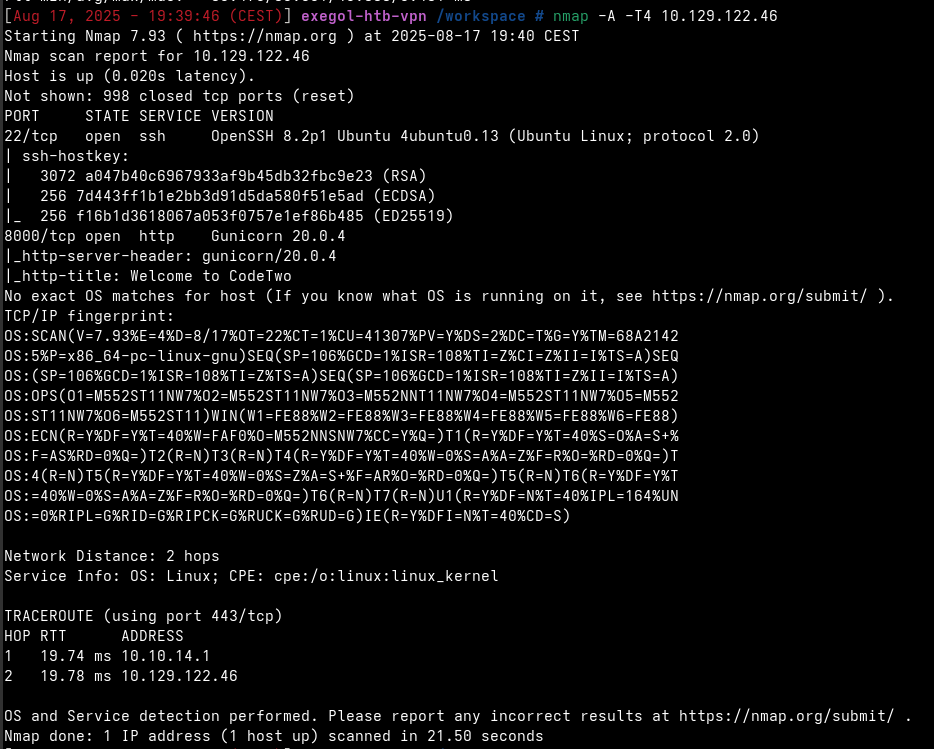 [Aug 17, 2025 - 19:39:46 (CEST)] exegol-htb-vpn /workspace # nmap -A -T4 10.129.122.46
Starting Nmap 7.93 ( https://nmap.org ) at 2025-08-17 19:40 CEST
Nmap scan report for 10.129.122.46
Host is up (0.020s latency).
Not shown: 998 closed tcp ports (reset)
PORT     STATE SERVICE VERSION
22/tcp   open  ssh     OpenSSH 8.2p1 Ubuntu 4ubuntu0.13 (Ubuntu Linux; protocol 2.0)
| ssh-hostkey:
|   3072 a047b40c6967933af9b45db32fbc9e23 (RSA)
|   256 7d443ff1b1e2bb3d91d5da580f51e5ad (ECDSA)
|_  256 f16b1d3618067a053f0757e1ef86b485 (ED25519)
8000/tcp open  http    Gunicorn 20.0.4
|_http-server-header: gunicorn/20.0.4
|_http-title: Welcome to CodeTwo
No exact OS matches for host (If you know what OS is running on it, see https://nmap.org/submit/ ).
TCP/IP fingerprint:
OS:SCAN(V=7.93%E=4%D=8/17%OT=22%CT=1%CU=41307%PV=Y%DS=2%DC=T%G=Y%TM=68A2142
OS:5%P=x86_64-pc-linux-gnu)SEQ(SP=106%GCD=1%ISR=108%TI=Z%CI=Z%II=I%TS=A)SEQ
OS:(SP=106%GCD=1%ISR=108%TI=Z%TS=A)SEQ(SP=106%GCD=1%ISR=108%TI=Z%II=I%TS=A)
OS:OPS(O1=M552ST11NW7%O2=M552ST11NW7%O3=M552NNT11NW7%O4=M552ST11NW7%O5=M552
OS:ST11NW7%O6=M552ST11)WIN(W1=FE88%W2=FE88%W3=FE88%W4=FE88%W5=FE88%W6=FE88)
OS:ECN(R=Y%DF=Y%T=40%W=FAF0%O=M552NNSNW7%CC=Y%Q=)T1(R=Y%DF=Y%T=40%S=O%A=S+%
OS:F=AS%RD=0%Q=)T2(R=N)T3(R=N)T4(R=Y%DF=Y%T=40%W=0%S=A%A=Z%F=R%O=%RD=0%Q=)T
OS:4(R=N)T5(R=Y%DF=Y%T=40%W=0%S=Z%A=S+%F=AR%O=%RD=0%Q=)T5(R=N)T6(R=Y%DF=Y%T
OS:=40%W=0%S=A%A=Z%F=R%O=%RD=0%Q=)T6(R=N)T7(R=N)U1(R=Y%DF=N%T=40%IPL=164%UN
OS:=0%RIPL=G%RID=G%RIPCK=G%RUCK=G%RUD=G)IE(R=Y%DFI=N%T=40%CD=S)
Network Distance: 2 hops
Service Info: OS: Linux; CPE: cpe:/o:linux:linux_kernel
TRACEROUTE (using port 443/tcp)
HOP RTT      ADDRESS
1   19.74 ms 10.10.14.1
2   19.78 ms 10.129.122.46
OS and Service detection performed. Please report any incorrect results at https://nmap.org/submit/ .
Nmap done: 1 IP address (1 host up) scanned in 21.50 seconds